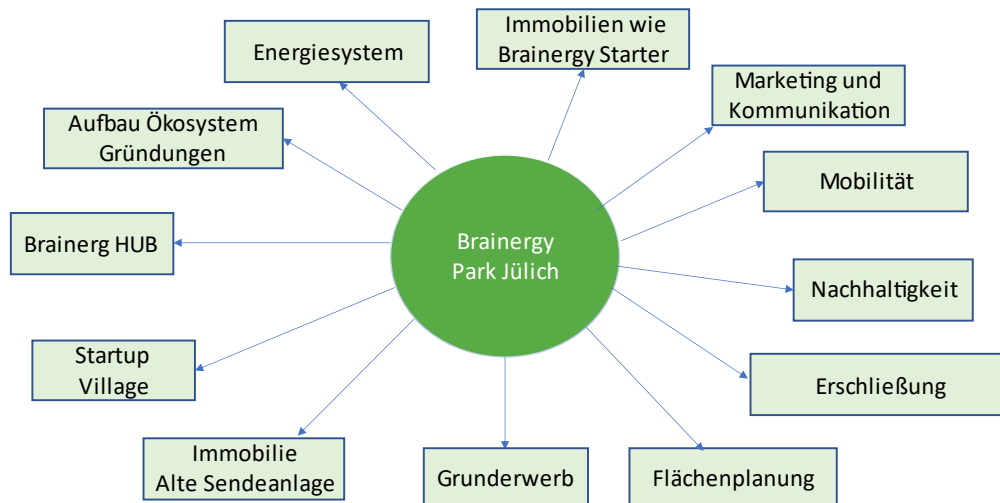 Immobilien wie
Brainergy Starter
Energiesystem
Marketing und
Kommunikation
Aufbau Ökosystem
Gründungen
Mobilität
Brainerg HUB
Brainergy
Park Jülich
Nachhaltigkeit
Startup
Village
Erschließung
Immobilie
Alte Sendeanlage
Grunderwerb
Flächenplanung